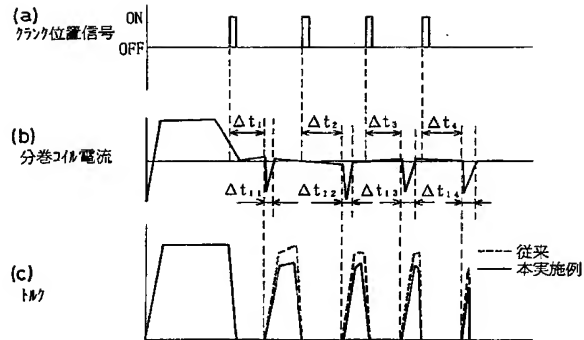 (a)
クランク位置信号
ON
OFF
Δt₁
Δt₂
Δt₃
Δt₄
(b)
分巻コイル電流
Δt₁₁
Δt₁₂
Δt₁₃
Δt₁₄
(c)
トルク
従来
本実施例